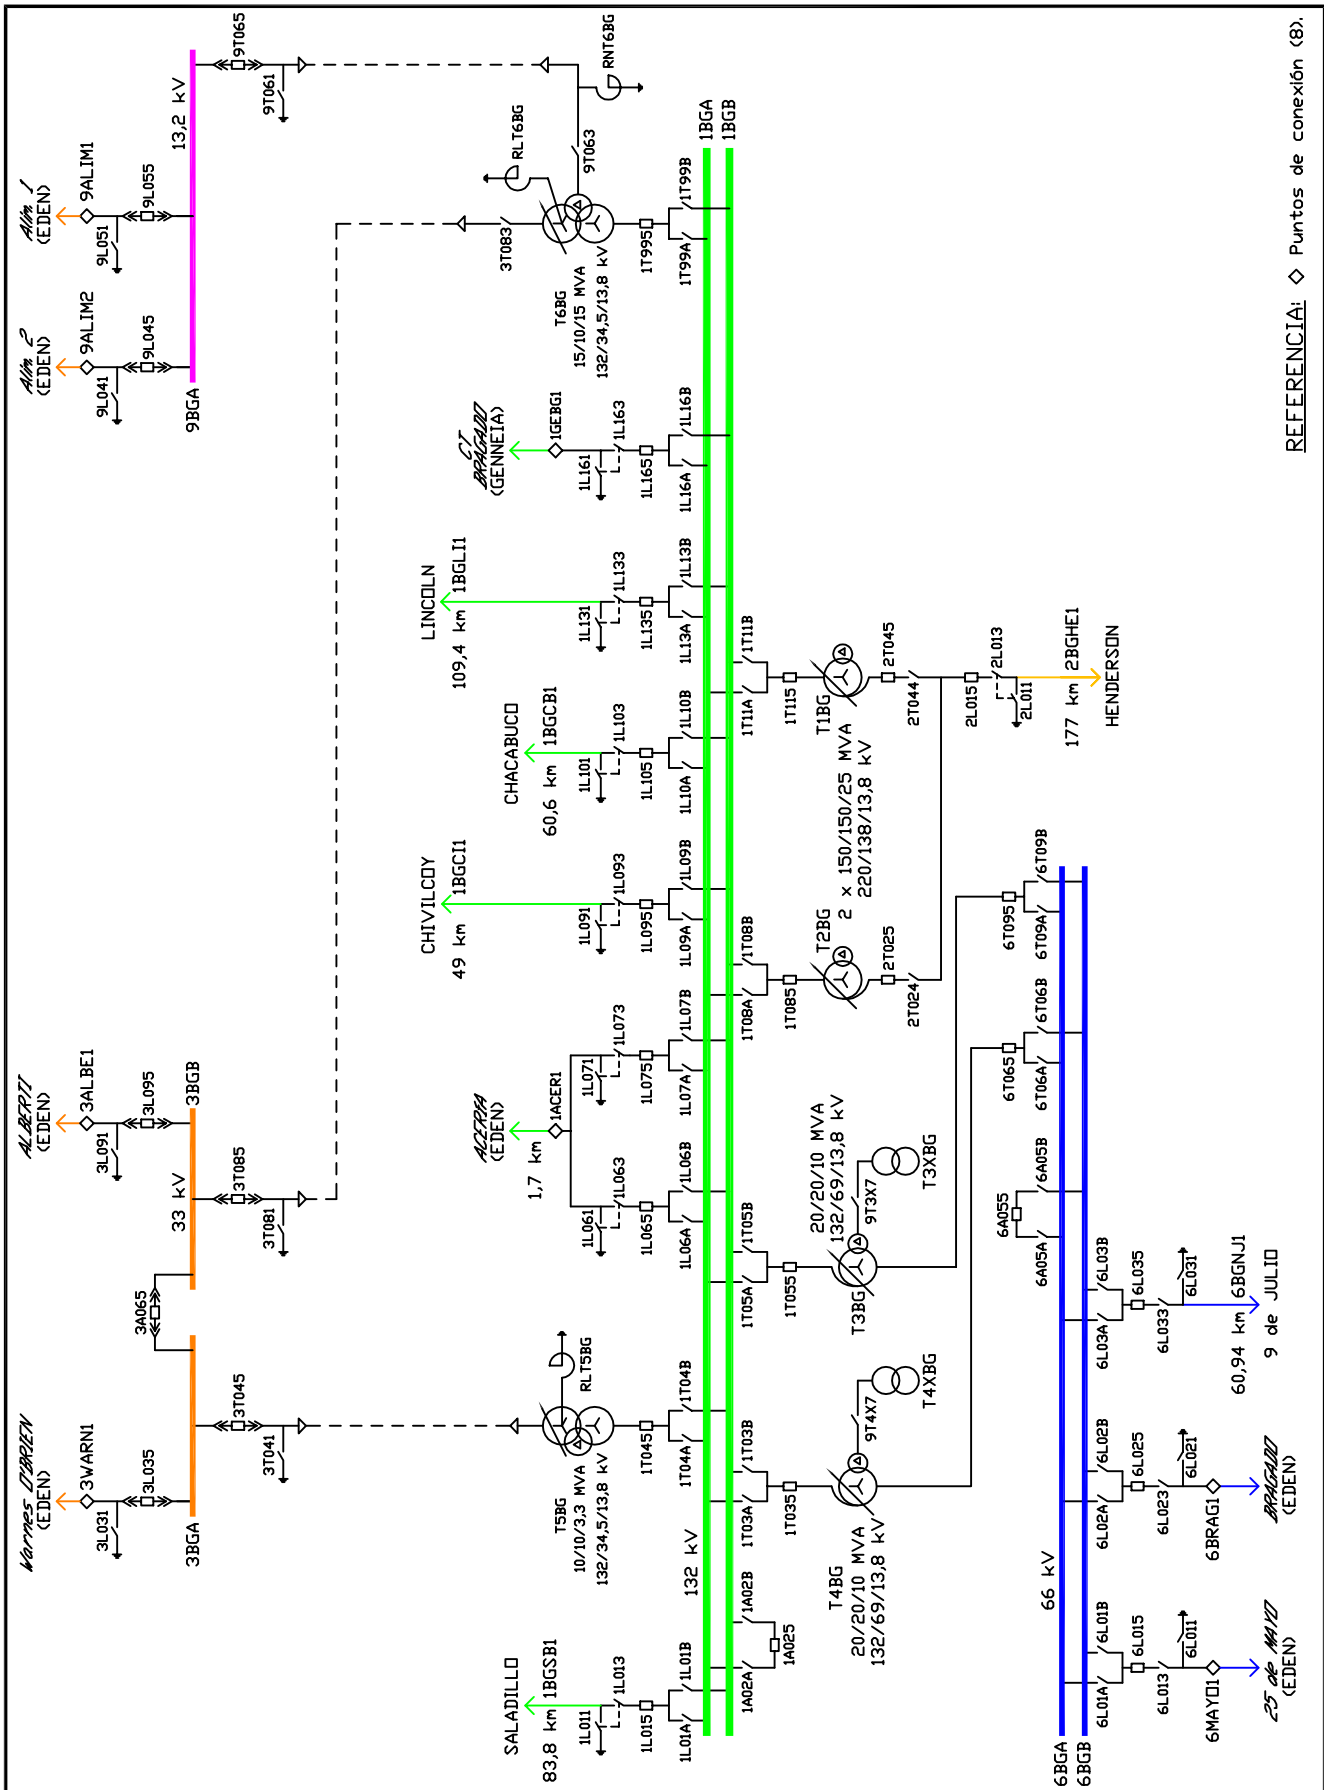 Warnes O'BRIEN
(EDEN)
3WARN1
3L031
3L035
3BGA
3T045
3T041
3A065
ALBERTI
(EDEN)
3ALBE1
3L091
3L095
3BGB
33 kV
3T085
3T081
Alim 2
(EDEN)
9ALIM2
9L041
9L045
9BGA
Alim 1
(EDEN)
9ALIM1
9L051
9L055
13,2 kV
9T065
9T061
SALADILLO
83,8 km 1BGSB1
1L011
1L013
1L015
1L01A
1L01B
T5BG
10/10/3,3 MVA
132/34,5/13,8 kV
RLT5BG
1T045
1T04A
1T04B
ACERFA
(EDEN)
1,7 km
1ACER1
1L061
1L063
1L065
1L06A
1L06B
1L071
1L073
1L075
1L07A
1L07B
CHIVILCOY
49 km 1BGCI1
1L091
1L093
1L095
1L09A
1L09B
CHACABUCO
60,6 km 1BGCB1
1L101
1L103
1L105
1L10A
1L10B
LINCOLN
109,4 km 1BGLI1
1L131
1L133
1L135
1L13A
1L13B
CT
BRAGADO
(GENNEIA)
1GEBG1
1L161
1L163
1L165
1L16A
1L16B
T6BG
15/10/15 MVA
132/34,5/13,8 kV
3T083
RLT6BG
9T063
RNT6BG
1T995
1T99A
1T99B
132 kV
1BGA
1BGB
1A02A
1A02B
1A025
1T03A
1T03B
1T035
T4BG
20/20/10 MVA
132/69/13,8 kV
9T4X7
T4XBG
1T05A
1T05B
1T055
T3BG
20/20/10 MVA
132/69/13,8 kV
9T3X7
T3XBG
1T08A
1T08B
1T085
T2BG
2T025
2T024
2 x 150/150/25 MVA
220/138/13,8 kV
1T11A
1T11B
1T115
T1BG
2T045
2T044
2L015
2L013
2L011
177 km 2BGHE1
HENDERSON
66 kV
6BGA
6BGB
6A05A
6A055
6A05B
6T065
6T06A
6T06B
6T095
6T09A
6T09B
6L01A
6L01B
6L015
6L013
6L011
6MAYO1
25 de MAYO
(EDEN)
6L02A
6L02B
6L025
6L023
6L021
6BRAG1
BRAGADO
(EDEN)
6L03A
6L03B
6L035
6L033
6L031
60,94 km 6BGNJ1
9 de JULIO
REFERENCIA: ◇ Puntos de conexión (8).